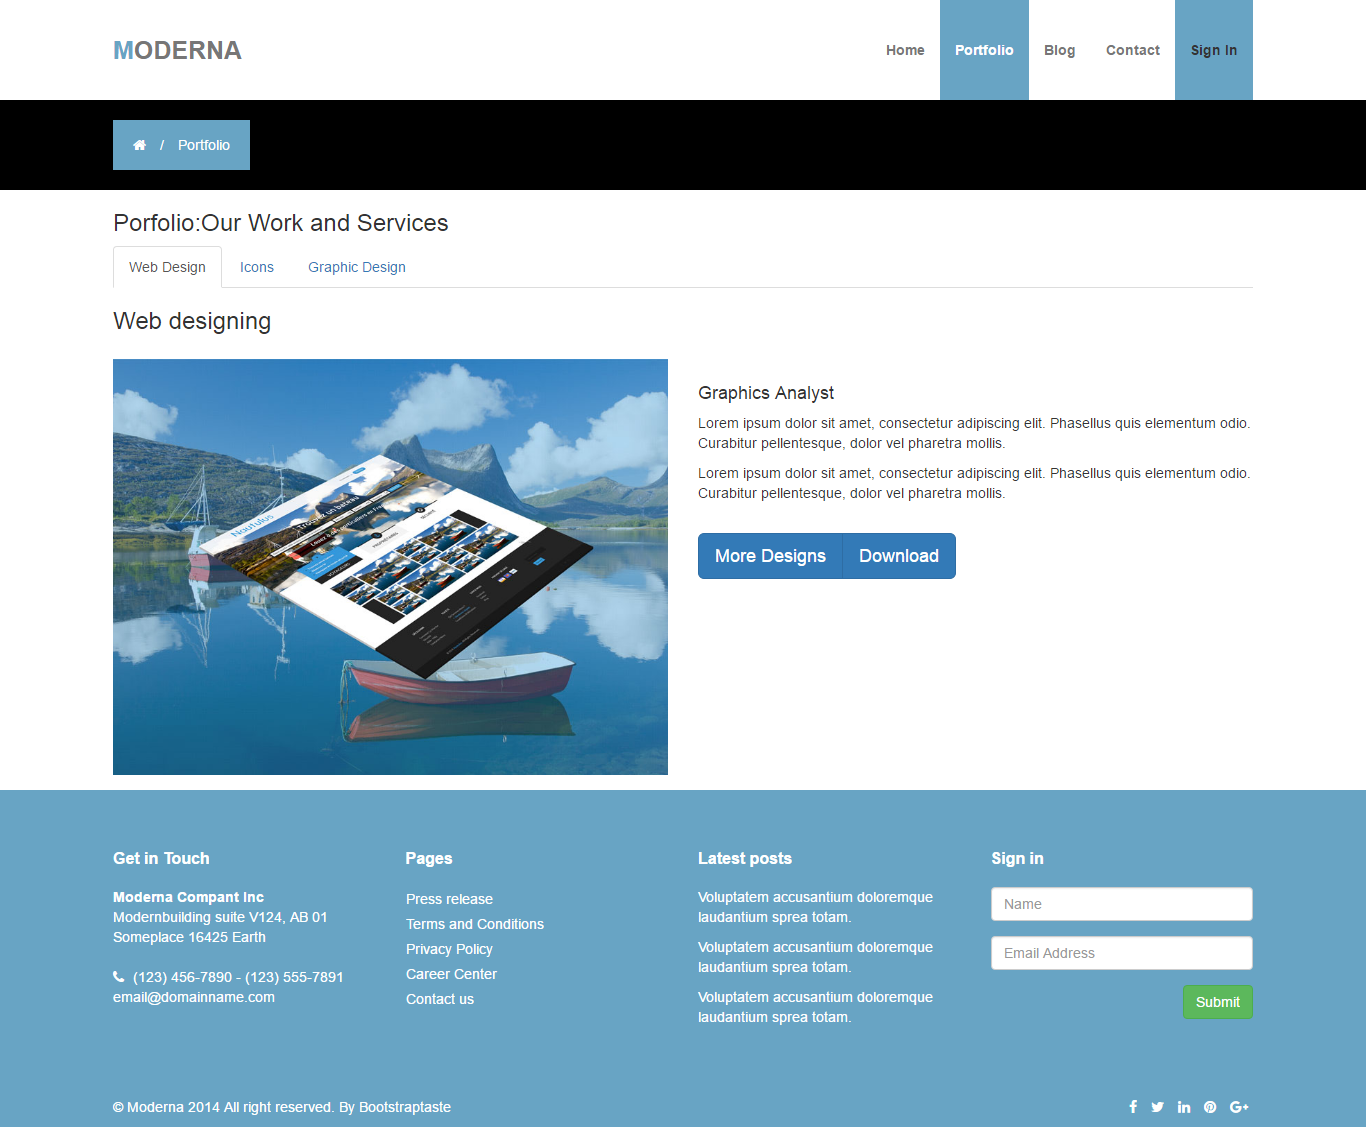 MODERNA
Home Portfolio Blog Contact Sign In
/ Portfolio
Porfolio:Our Work and Services
Web Design Icons Graphic Design
Web designing
Nautulus
Trouvez un bateau
Graphics Analyst
Lorem ipsum dolor sit amet, consectetur adipiscing elit. Phasellus quis elementum odio.
Curabitur pellentesque, dolor vel pharetra mollis.
Lorem ipsum dolor sit amet, consectetur adipiscing elit. Phasellus quis elementum odio.
Curabitur pellentesque, dolor vel pharetra mollis.
More Designs Download
Get in Touch
Moderna Compant Inc
Modernbuilding suite V124, AB 01
Someplace 16425 Earth
(123) 456-7890 - (123) 555-7891
email@domainname.com
Pages
Press release
Terms and Conditions
Privacy Policy
Career Center
Contact us
Latest posts
Voluptatem accusantium doloremque
laudantium sprea totam.
Voluptatem accusantium doloremque
laudantium sprea totam.
Voluptatem accusantium doloremque
laudantium sprea totam.
Sign in
Name
Email Address
Submit
© Moderna 2014 All right reserved. By Bootstraptaste